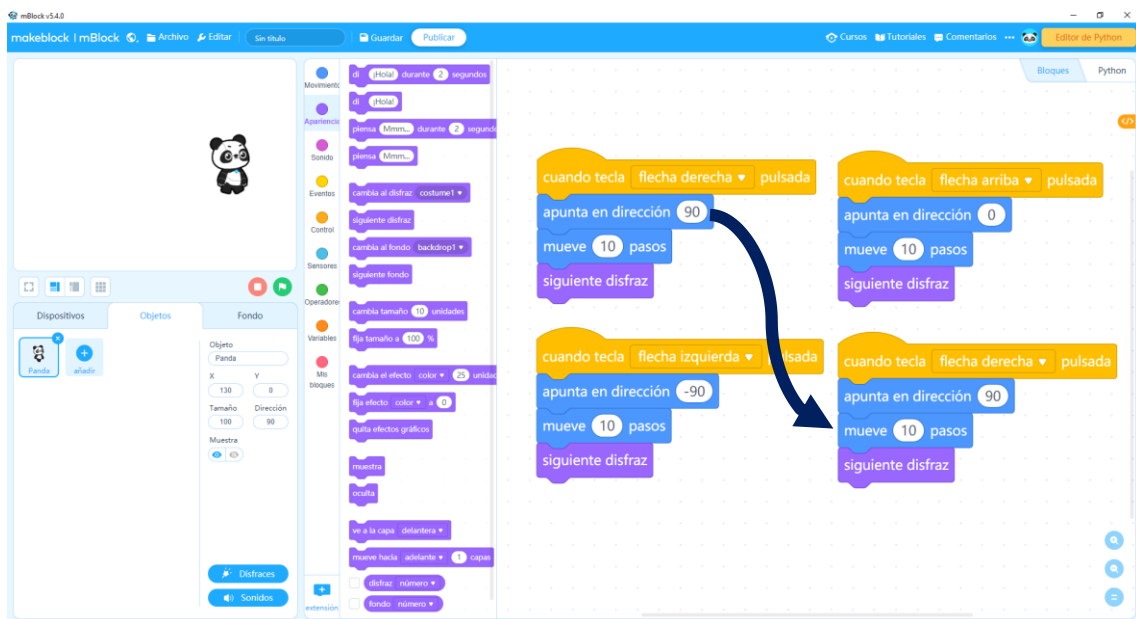 mBlock v5.4.0
makeblock | mBlock Archivo Editar Sin título Guardar Publicar Cursos Tutoriales Comentarios Editor de Python
Bloques Python
Dispositivos Objetos Fondo
Panda
añadir
Objeto
Panda
X Y
130 0
Tamaño Dirección
100 90
Muestra
Disfraces
Sonidos
Movimiento
Apariencia
Sonido
Eventos
Control
Sensores
Operadores
Variables
Mis
bloques
extensión
di ¡Hola! durante 2 segundos
di ¡Hola!
piensa Mmm... durante 2 segund
piensa Mmm...
cambia al disfraz costume1
siguiente disfraz
cambia al fondo backdrop1
siguiente fondo
cambia tamaño 10 unidades
fija tamaño a 100 %
cambia el efecto color 25 unidad
fija efecto color a 0
quita efectos gráficos
muestra
oculta
ve a la capa delantera
mueve hacia adelante 1 capas
disfraz número
fondo número
cuando tecla flecha derecha pulsada
apunta en dirección 90
mueve 10 pasos
siguiente disfraz
cuando tecla flecha arriba pulsada
apunta en dirección 0
mueve 10 pasos
siguiente disfraz
cuando tecla flecha izquierda lsada
apunta en dirección -90
mueve 10 pasos
siguiente disfraz
cuando tecla flecha derecha pulsada
apunta en dirección 90
mueve 10 pasos
siguiente disfraz